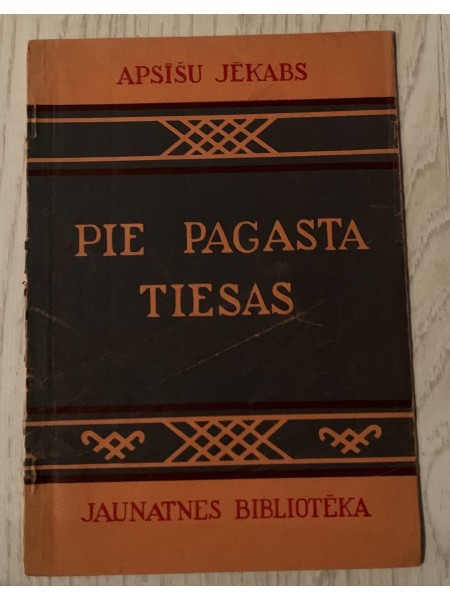 APSĪŠU JĒKABS
PIE PAGASTA
TIESAS
JAUNATNES BIBLIOTĒKA